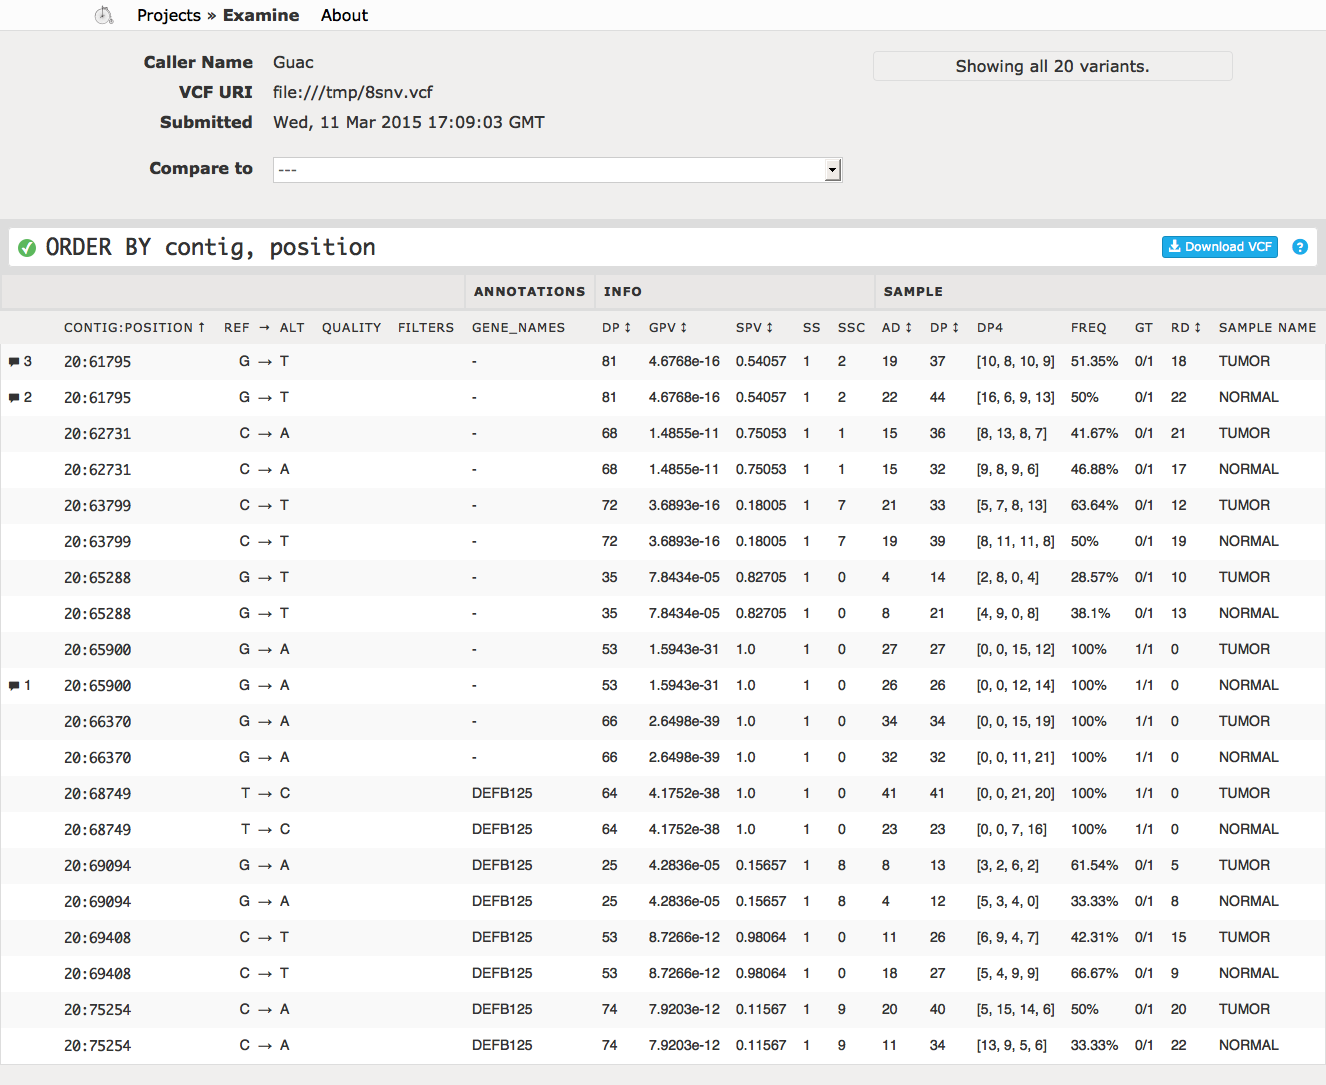 Projects » Examine About
Caller Name Guac
Showing all 20 variants.
VCF URI file:///tmp/8snv.vcf
Submitted Wed, 11 Mar 2015 17:09:03 GMT
Compare to ---
ORDER BY contig, position Download VCF ?
ANNOTATIONS INFO SAMPLE
CONTIG:POSITION ↑ REF → ALT QUALITY FILTERS GENE_NAMES DP ↕ GPV ↕ SPV ↕ SS SSC AD ↕ DP ↕ DP4 FREQ GT RD ↕ SAMPLE NAME
3 20:61795 G → T - 81 4.6768e-16 0.54057 1 2 19 37 [10, 8, 10, 9] 51.35% 0/1 18 TUMOR
2 20:61795 G → T - 81 4.6768e-16 0.54057 1 2 22 44 [16, 6, 9, 13] 50% 0/1 22 NORMAL
20:62731 C → A - 68 1.4855e-11 0.75053 1 1 15 36 [8, 13, 8, 7] 41.67% 0/1 21 TUMOR
20:62731 C → A - 68 1.4855e-11 0.75053 1 1 15 32 [9, 8, 9, 6] 46.88% 0/1 17 NORMAL
20:63799 C → T - 72 3.6893e-16 0.18005 1 7 21 33 [5, 7, 8, 13] 63.64% 0/1 12 TUMOR
20:63799 C → T - 72 3.6893e-16 0.18005 1 7 19 39 [8, 11, 11, 8] 50% 0/1 19 NORMAL
20:65288 G → T - 35 7.8434e-05 0.82705 1 0 4 14 [2, 8, 0, 4] 28.57% 0/1 10 TUMOR
20:65288 G → T - 35 7.8434e-05 0.82705 1 0 8 21 [4, 9, 0, 8] 38.1% 0/1 13 NORMAL
20:65900 G → A - 53 1.5943e-31 1.0 1 0 27 27 [0, 0, 15, 12] 100% 1/1 0 TUMOR
1 20:65900 G → A - 53 1.5943e-31 1.0 1 0 26 26 [0, 0, 12, 14] 100% 1/1 0 NORMAL
20:66370 G → A - 66 2.6498e-39 1.0 1 0 34 34 [0, 0, 15, 19] 100% 1/1 0 TUMOR
20:66370 G → A - 66 2.6498e-39 1.0 1 0 32 32 [0, 0, 11, 21] 100% 1/1 0 NORMAL
20:68749 T → C DEFB125 64 4.1752e-38 1.0 1 0 41 41 [0, 0, 21, 20] 100% 1/1 0 TUMOR
20:68749 T → C DEFB125 64 4.1752e-38 1.0 1 0 23 23 [0, 0, 7, 16] 100% 1/1 0 NORMAL
20:69094 G → A DEFB125 25 4.2836e-05 0.15657 1 8 8 13 [3, 2, 6, 2] 61.54% 0/1 5 TUMOR
20:69094 G → A DEFB125 25 4.2836e-05 0.15657 1 8 4 12 [5, 3, 4, 0] 33.33% 0/1 8 NORMAL
20:69408 C → T DEFB125 53 8.7266e-12 0.98064 1 0 11 26 [6, 9, 4, 7] 42.31% 0/1 15 TUMOR
20:69408 C → T DEFB125 53 8.7266e-12 0.98064 1 0 18 27 [5, 4, 9, 9] 66.67% 0/1 9 NORMAL
20:75254 C → A DEFB125 74 7.9203e-12 0.11567 1 9 20 40 [5, 15, 14, 6] 50% 0/1 20 TUMOR
20:75254 C → A DEFB125 74 7.9203e-12 0.11567 1 9 11 34 [13, 9, 5, 6] 33.33% 0/1 22 NORMAL